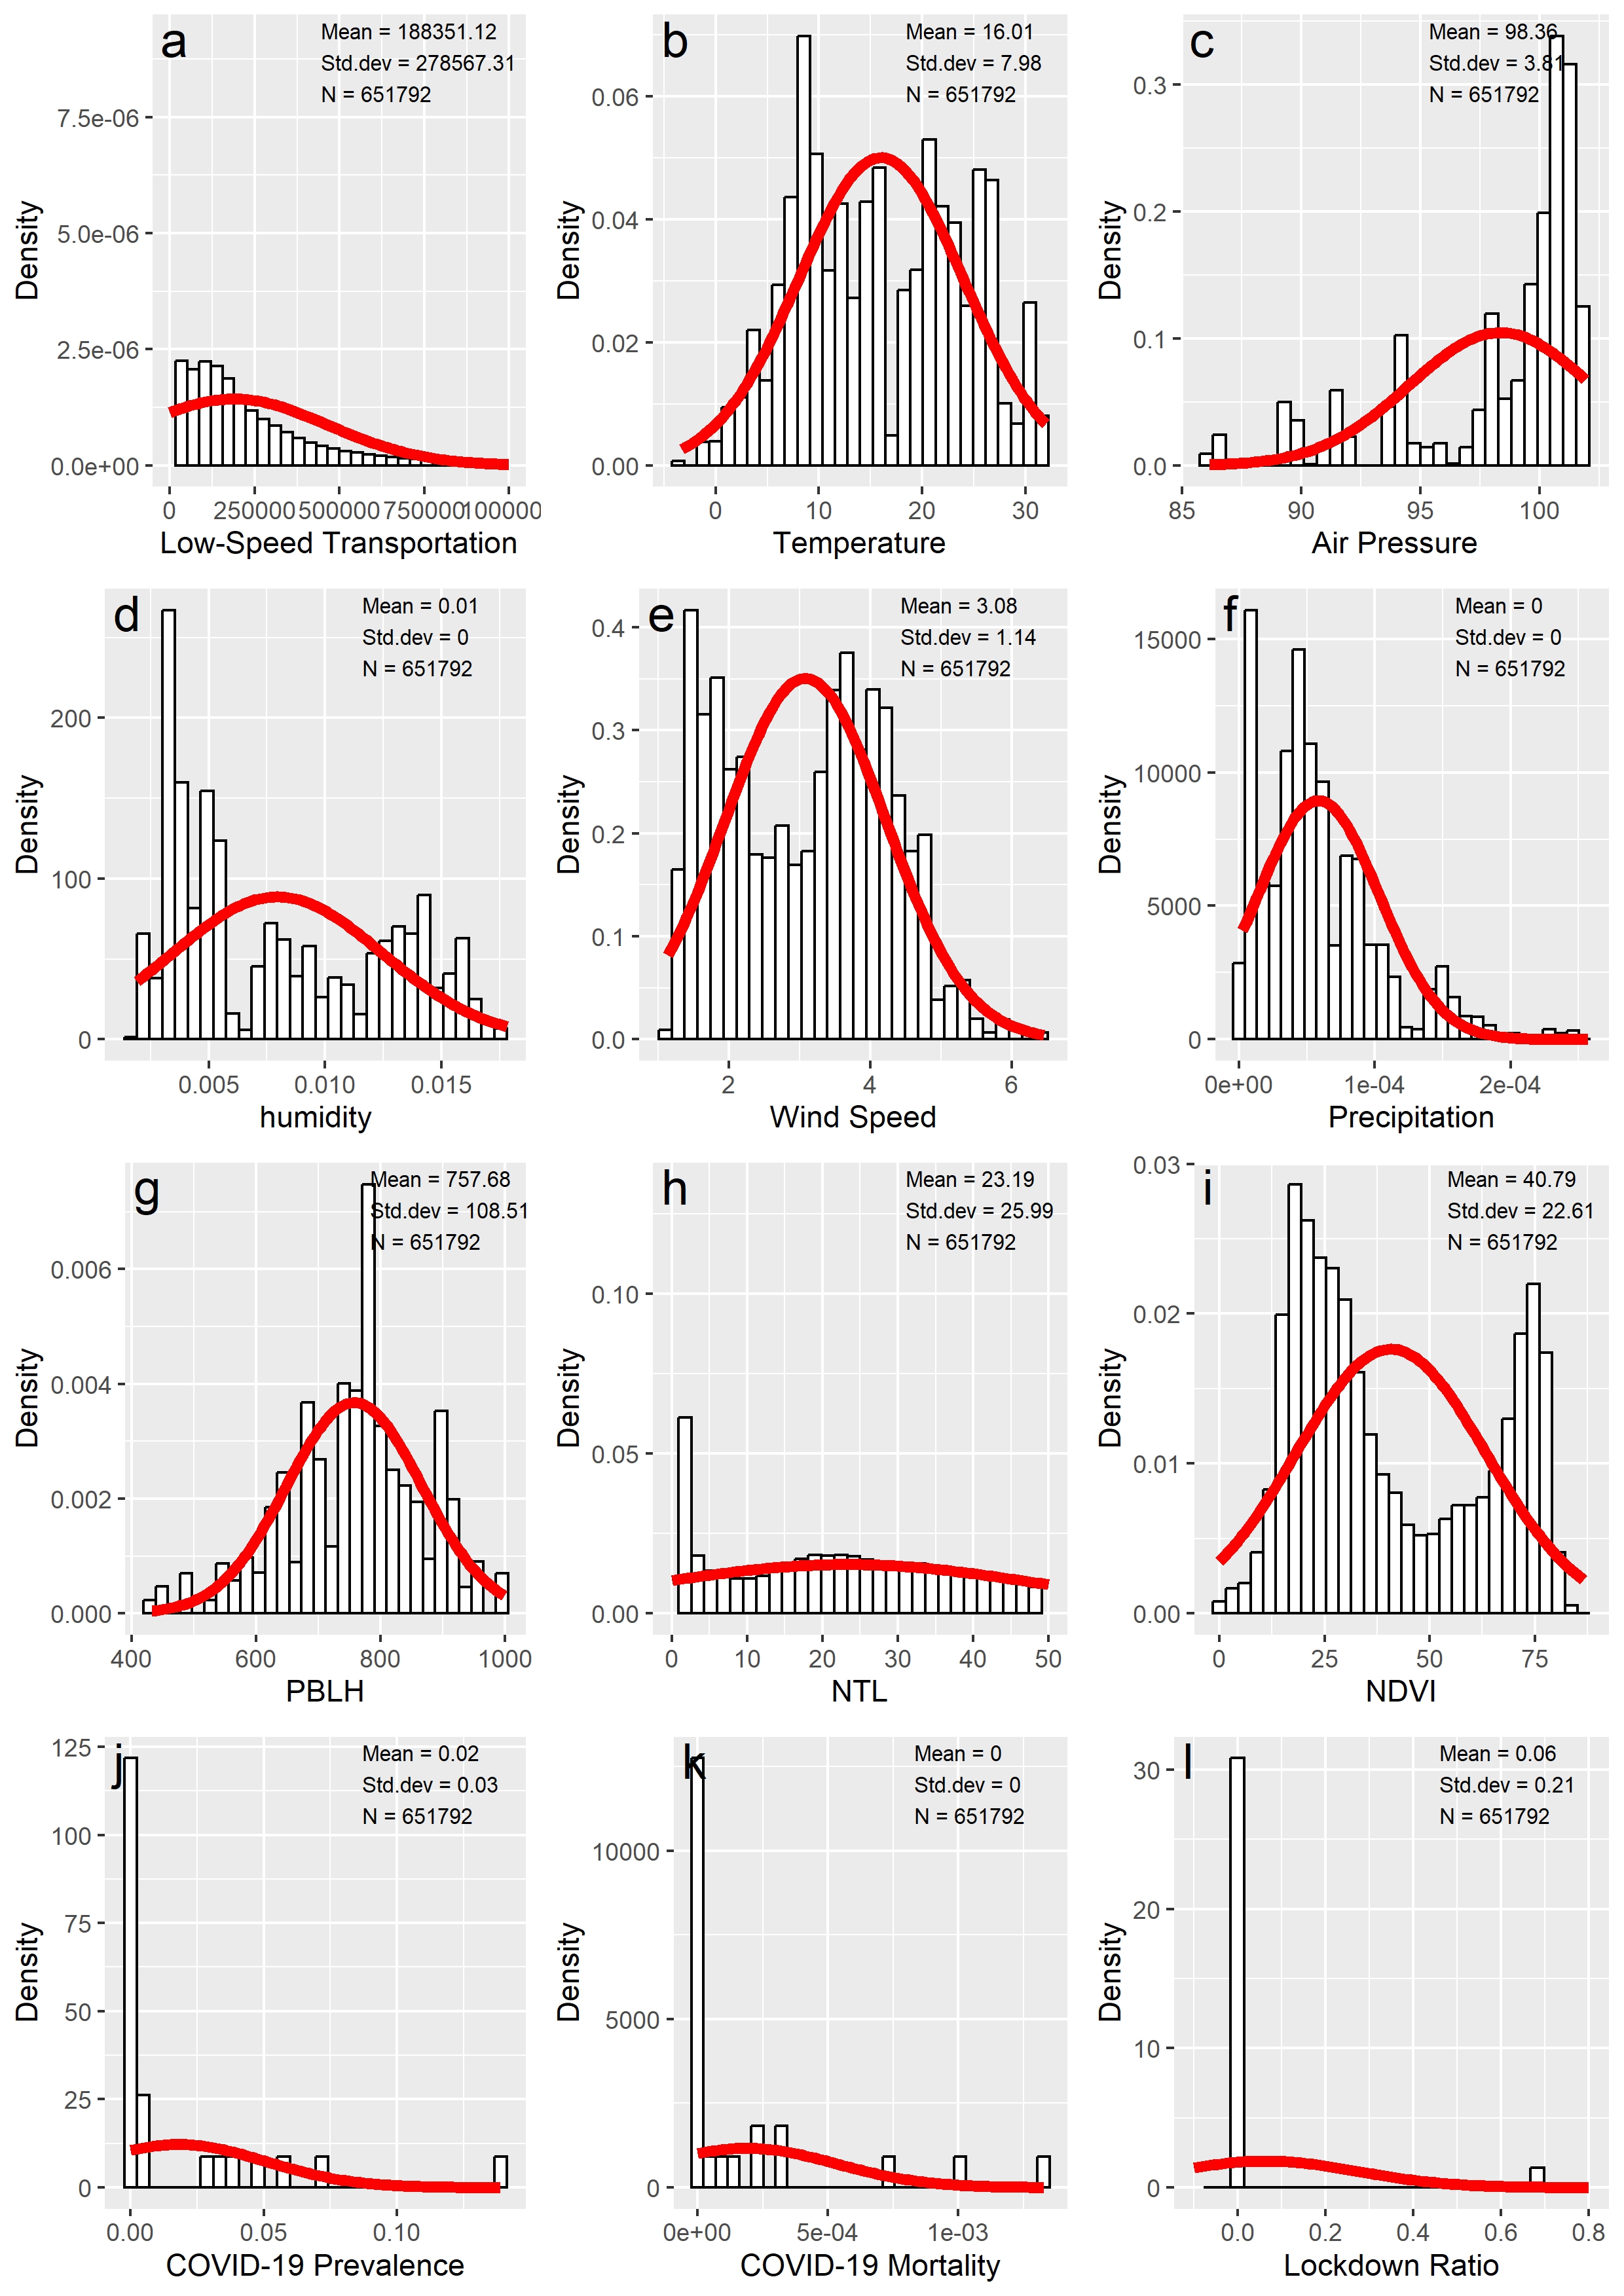 a
Mean = 188351.12
Std.dev = 278567.31
N = 651792
7.5e-06
5.0e-06
2.5e-06
0.0e+00
Density
0 250000 500000 750000 100000
Low-Speed Transportation
b
Mean = 16.01
Std.dev = 7.98
N = 651792
0.06
0.04
0.02
0.00
Density
0 10 20 30
Temperature
c
Mean = 98.36
Std.dev = 3.81
N = 651792
0.3
0.2
0.1
0.0
Density
85 90 95 100
Air Pressure
d
Mean = 0.01
Std.dev = 0
N = 651792
200
100
0
Density
0.005 0.010 0.015
humidity
e
Mean = 3.08
Std.dev = 1.14
N = 651792
0.4
0.3
0.2
0.1
0.0
Density
2 4 6
Wind Speed
f
Mean = 0
Std.dev = 0
N = 651792
15000
10000
5000
0
Density
0e+00 1e-04 2e-04
Precipitation
g
Mean = 757.68
Std.dev = 108.51
N = 651792
0.006
0.004
0.002
0.000
Density
400 600 800 1000
PBLH
h
Mean = 23.19
Std.dev = 25.99
N = 651792
0.10
0.05
0.00
Density
0 10 20 30 40 50
NTL
i
Mean = 40.79
Std.dev = 22.61
N = 651792
0.03
0.02
0.01
0.00
Density
0 25 50 75
NDVI
j
Mean = 0.02
Std.dev = 0.03
N = 651792
125
100
75
50
25
0
Density
0.00 0.05 0.10
COVID-19 Prevalence
k
Mean = 0
Std.dev = 0
N = 651792
10000
5000
0
Density
0e+00 5e-04 1e-03
COVID-19 Mortality
l
Mean = 0.06
Std.dev = 0.21
N = 651792
30
20
10
0
Density
0.0 0.2 0.4 0.6 0.8
Lockdown Ratio